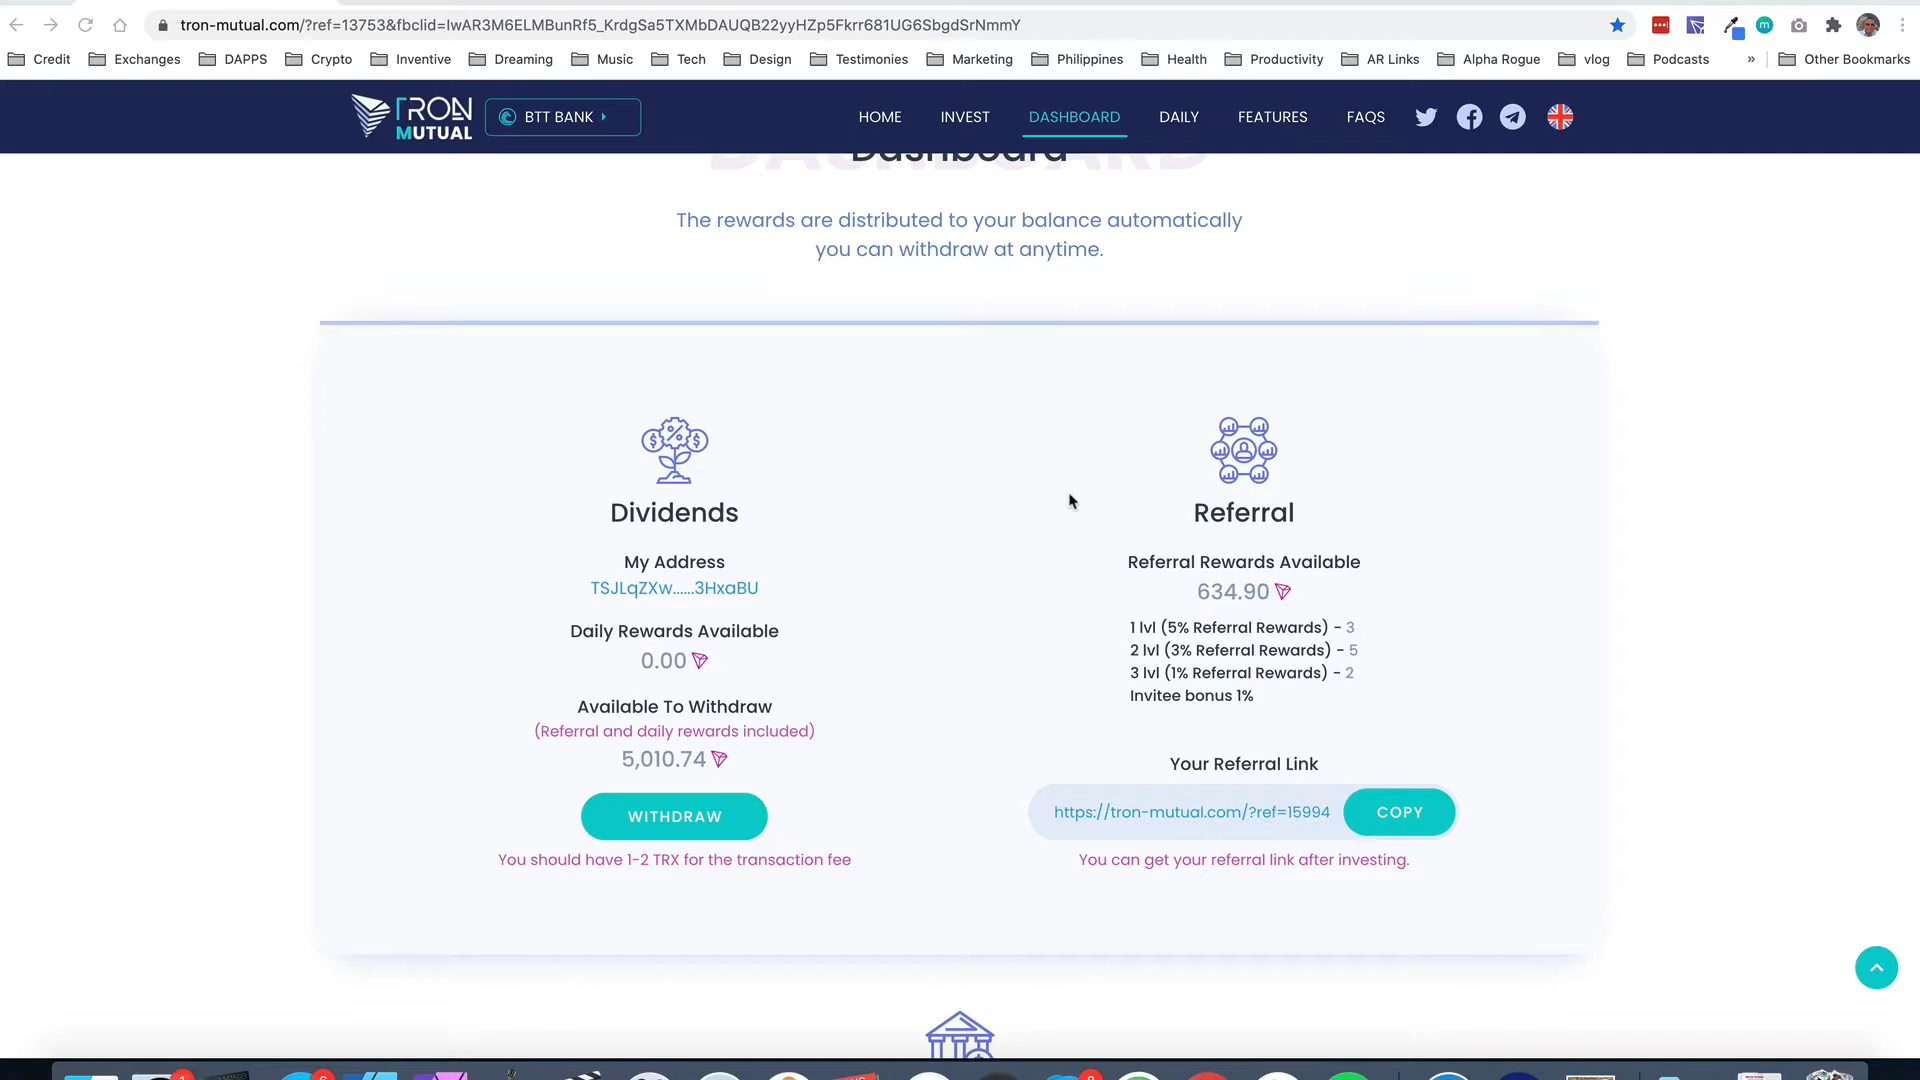 tron-mutual.com/?ref=13753&fbclid=IwAR3M6ELMBunRf5_KrdgSa5TXMbDAUQB22yyHZp5Fkrr681UG6SbgdSrNmmY
Credit Exchanges DAPPS Crypto Inventive Dreaming Music Tech Design Testimonies Marketing Philippines Health Productivity AR Links Alpha Rogue vlog Podcasts » Other Bookmarks
TRON MUTUAL
BTT BANK
HOME INVEST DASHBOARD DAILY FEATURES FAQS
DASHBOARD
Dashboard
The rewards are distributed to your balance automatically
you can withdraw at anytime.
Dividends
My Address
TSJLqZXw......3HxaBU
Daily Rewards Available
0.00
Available To Withdraw
(Referral and daily rewards included)
5,010.74
WITHDRAW
You should have 1-2 TRX for the transaction fee
Referral
Referral Rewards Available
634.90
1 lvl (5% Referral Rewards) - 3
2 lvl (3% Referral Rewards) - 5
3 lvl (1% Referral Rewards) - 2
Invitee bonus 1%
Your Referral Link
https://tron-mutual.com/?ref=15994
COPY
You can get your referral link after investing.